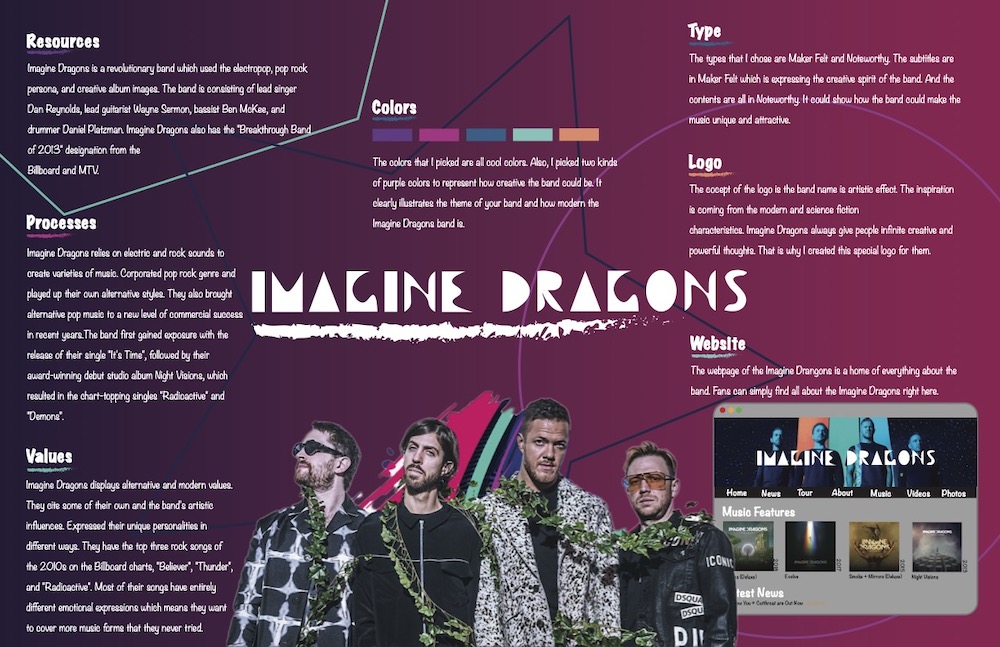 Resources
Imagine Dragons is a revolutionary band which used the electropop, pop rock
persona, and creative album images. The band is consisting of lead singer
Dan Reynolds, lead guitarist Wayne Sermon, bassist Ben McKee, and
drummer Daniel Platzman. Imagine Dragons also has the "Breakthrough Band
of 2013" designation from the
Billboard and MTV.
Processes
Imagine Dragons relies on electric and rock sounds to
create varieties of music. Corporated pop rock genre and
played up their own alternative styles. They also brought
alternative pop music to a new level of commercial success
in recent years.The band first gained exposure with the
release of their single "It's Time", followed by their
award-winning debut studio album Night Visions, which
resulted in the chart-topping singles "Radioactive" and
"Demons".
Values
Imagine Dragons displays alternative and modern values.
They cite some of their own and the band's artistic
influences. Expressed their unique personalities in
different ways. They have the top three rock songs of
the 2010s on the Billboard charts, "Believer", "Thunder",
and "Radioactive". Most of their songs have entirely
different emotional expressions which means they want
to cover more music forms that they never tried.
Colors
The colors that I picked are all cool colors. Also, I picked two kinds
of purple colors to represent how creative the band could be. It
clearly illustrates the theme of your band and how modern the
Imagine Dragons band is.
IMAGINE DRAGONS
ICONIC
DSQUA
DSQUA
Type
The types that I chose are Maker Felt and Noteworthy. The subtitles are
in Maker Felt which is expressing the creative spirit of the band. And the
contents are all in Noteworthy. It could show how the band could make the
music unique and attractive.
Logo
The cocept of the logo is the band name is artistic effect. The inspiration
is coming from the modern and science fiction
characteristics. Imagine Dragons always give people infinite creative and
powerful thoughts. That is why I created this special logo for them.
Website
The webpage of the Imagine Drangons is a home of everything about the
band. Fans can simply find all about the Imagine Dragons right here.
IMAGINE DRAGONS
Home News Tour About Music Videos Photos
Music Features
IMAGINE DRAGONS
IMAGINE DRAGONS
IMAGINE DRAGONS
(Deluxe)
Evolve
Smoke + Mirrors (Deluxe)
Night Visions
test News
You + Cutthroat are Out Now